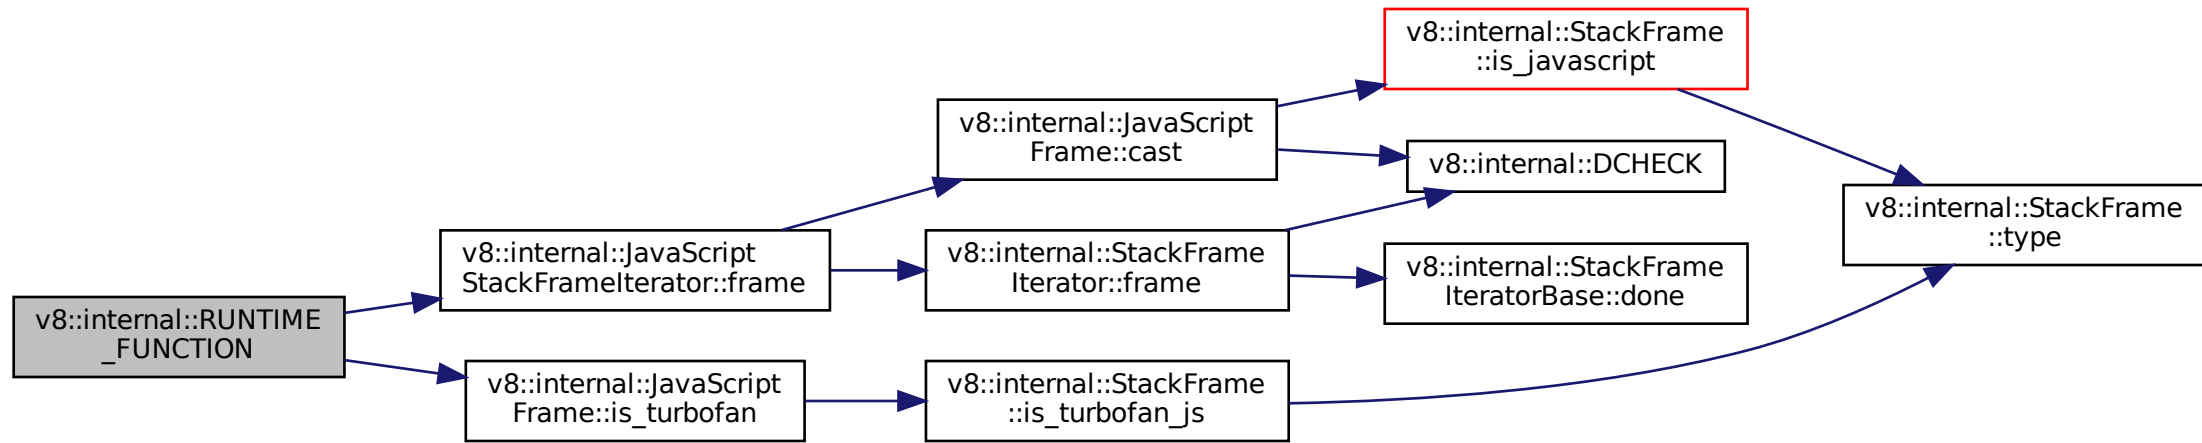 v8::internal::RUNTIME
_FUNCTION
v8::internal::JavaScript
StackFrameIterator::frame
v8::internal::JavaScript
Frame::is_turbofan
v8::internal::JavaScript
Frame::cast
v8::internal::StackFrame
Iterator::frame
v8::internal::StackFrame
::is_turbofan_js
v8::internal::StackFrame
::is_javascript
v8::internal::DCHECK
v8::internal::StackFrame
IteratorBase::done
v8::internal::StackFrame
::type